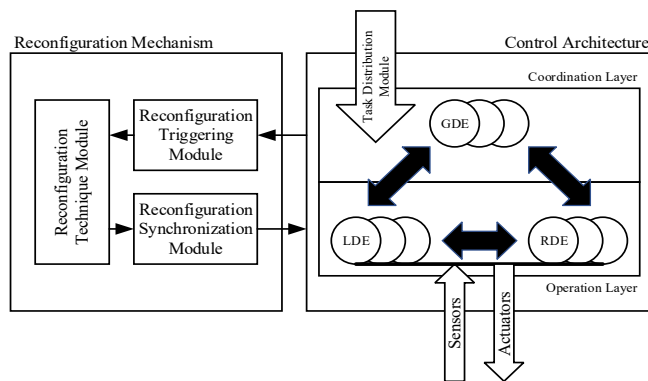 Reconfiguration Mechanism
Reconfiguration
Technique Module
Reconfiguration
Triggering
Module
Reconfiguration
Synchronization
Module
Control Architecture
Task Distribution
Module
Coordination Layer
GDE
LDE
RDE
Operation Layer
Sensors
Actuators